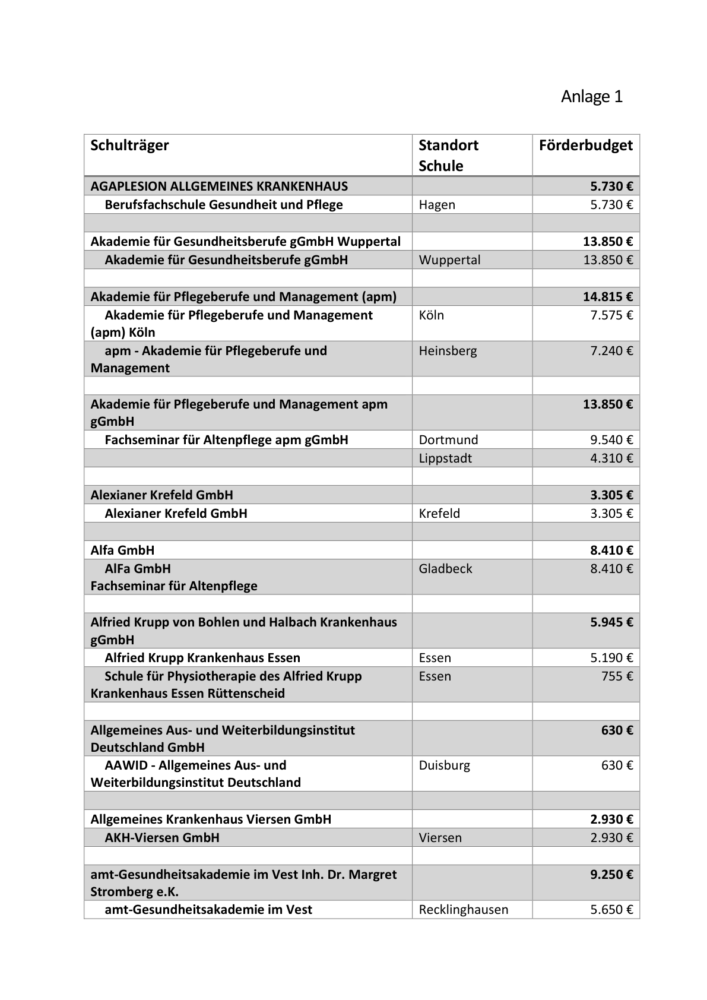 Anlage 1
Schulträger Standort Förderbudget
Schule
AGAPLESION ALLGEMEINES KRANKENHAUS 5.730 €
Berufsfachschule Gesundheit und Pflege Hagen 5.730 €
Akademie für Gesundheitsberufe gGmbH Wuppertal 13.850 €
Akademie für Gesundheitsberufe gGmbH Wuppertal 13.850 €
Akademie für Pflegeberufe und Management (apm) 14.815 €
Akademie für Pflegeberufe und Management Köln 7.575 €
(apm) Köln
apm - Akademie für Pflegeberufe und Heinsberg 7.240 €
Management
Akademie für Pflegeberufe und Management apm 13.850 €
gGmbH
Fachseminar für Altenpflege apm gGmbH Dortmund 9.540 €
Lippstadt 4.310 €
Alexianer Krefeld GmbH 3.305 €
Alexianer Krefeld GmbH Krefeld 3.305 €
Alfa GmbH 8.410 €
AlFa GmbH Gladbeck 8.410 €
Fachseminar für Altenpflege
Alfried Krupp von Bohlen und Halbach Krankenhaus 5.945 €
gGmbH
Alfried Krupp Krankenhaus Essen Essen 5.190 €
Schule für Physiotherapie des Alfried Krupp Essen 755 €
Krankenhaus Essen Rüttenscheid
Allgemeines Aus- und Weiterbildungsinstitut 630 €
Deutschland GmbH
AAWID - Allgemeines Aus- und Duisburg 630 €
Weiterbildungsinstitut Deutschland
Allgemeines Krankenhaus Viersen GmbH 2.930 €
AKH-Viersen GmbH Viersen 2.930 €
amt-Gesundheitsakademie im Vest Inh. Dr. Margret 9.250 €
Stromberg e.K.
amt-Gesundheitsakademie im Vest Recklinghausen 5.650 €